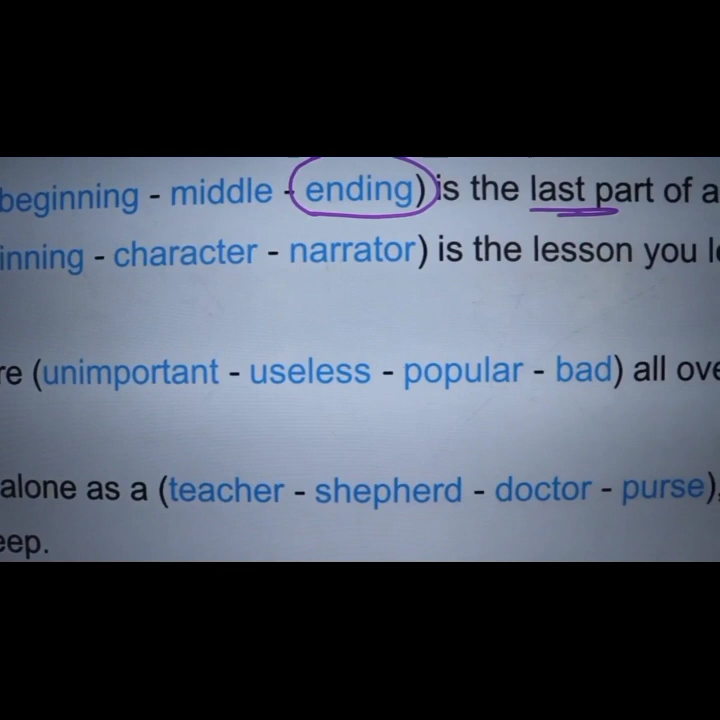 beginning - middle - ending) is the last part of a
inning - character - narrator) is the lesson you l
re (unimportant - useless - popular - bad) all ove
alone as a (teacher - shepherd - doctor - purse),
eep.